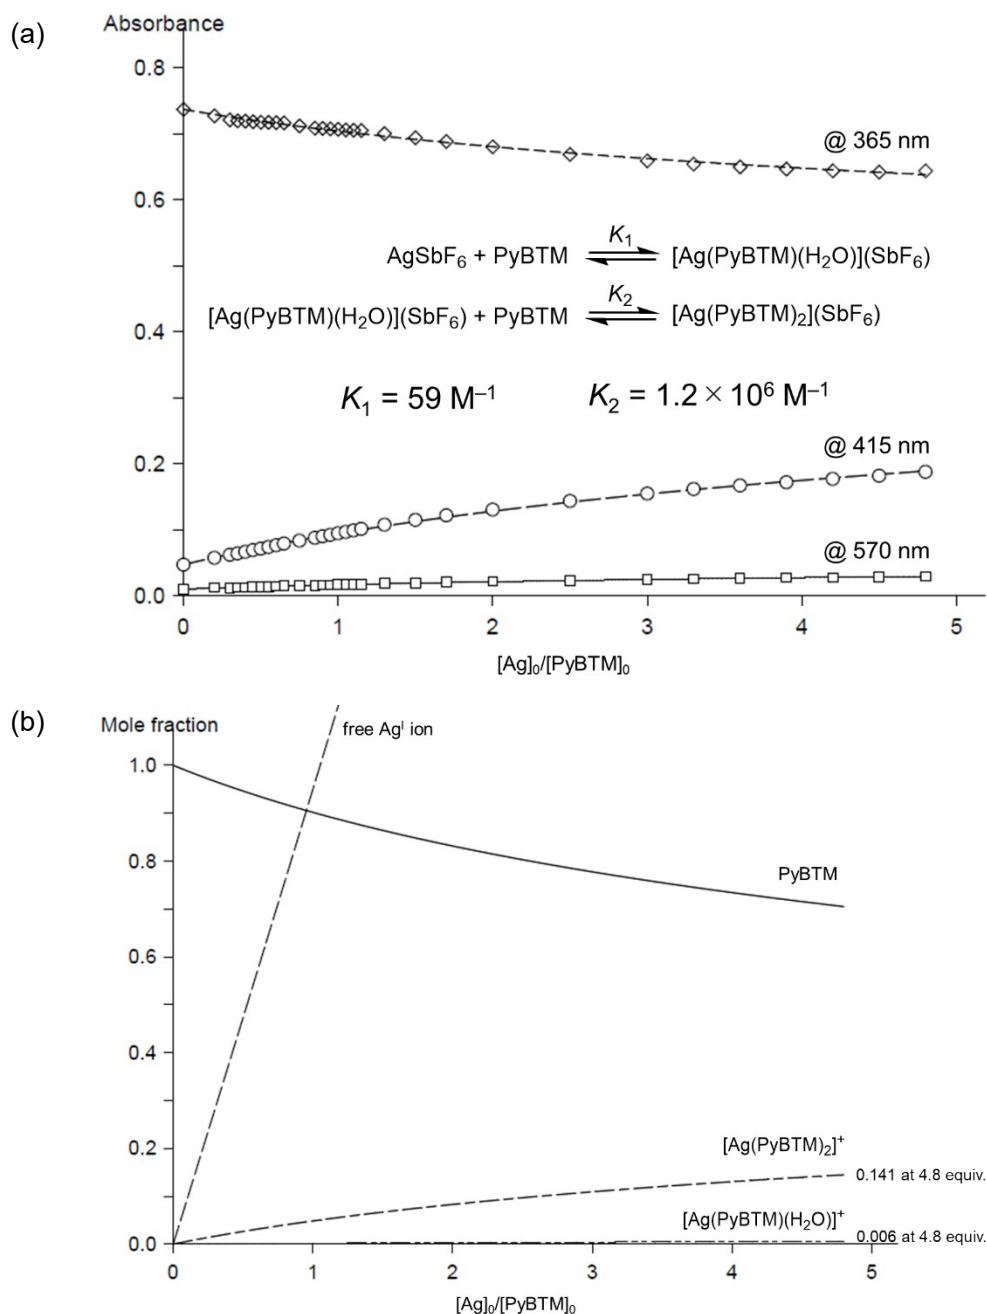 (a)
Absorbance
0.8
@ 365 nm
0.6
AgSbF₆ + PyBTM K₁ [Ag(PyBTM)(H₂O)](SbF₆)
[Ag(PyBTM)(H₂O)](SbF₆) + PyBTM K₂ [Ag(PyBTM)₂](SbF₆)
0.4
K₁ = 59 M⁻¹ K₂ = 1.2 × 10⁶ M⁻¹
@ 415 nm
0.2
@ 570 nm
0.0
0 1 2 3 4 5
[Ag]₀/[PyBTM]₀
(b)
Mole fraction
free Agᴵ ion
1.0
0.8
PyBTM
0.6
0.4
0.2
[Ag(PyBTM)₂]⁺
0.141 at 4.8 equiv.
[Ag(PyBTM)(H₂O)]⁺
0.006 at 4.8 equiv.
0.0
0 1 2 3 4 5
[Ag]₀/[PyBTM]₀